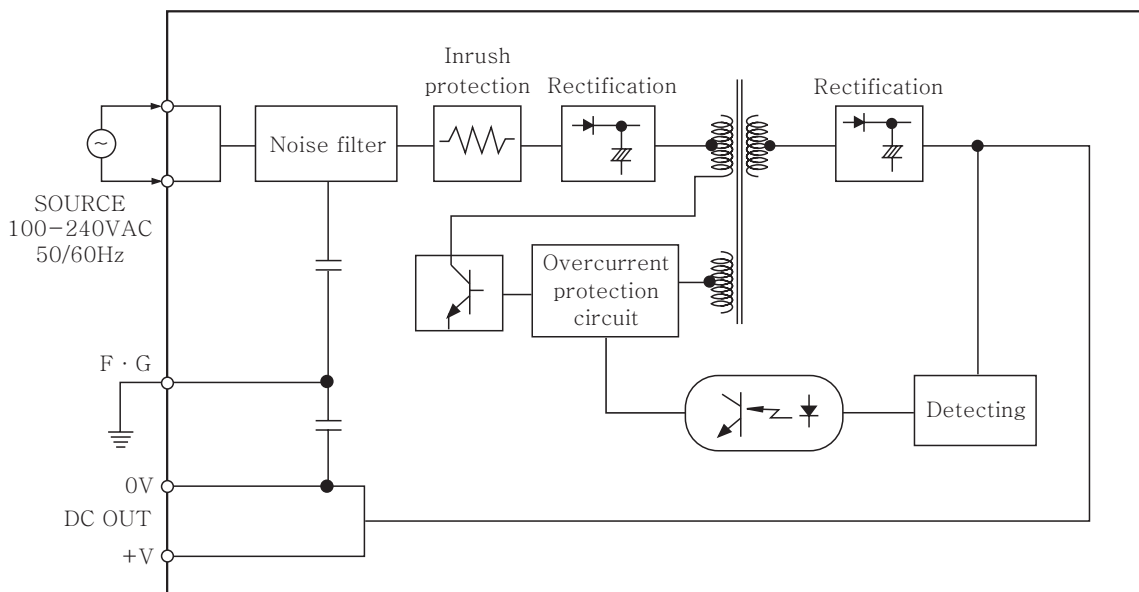 Inrush
protection
Rectification
Rectification
Noise filter
~
SOURCE
100-240VAC
50/60Hz
Overcurrent
protection
circuit
F · G
Detecting
0V
DC OUT
+V